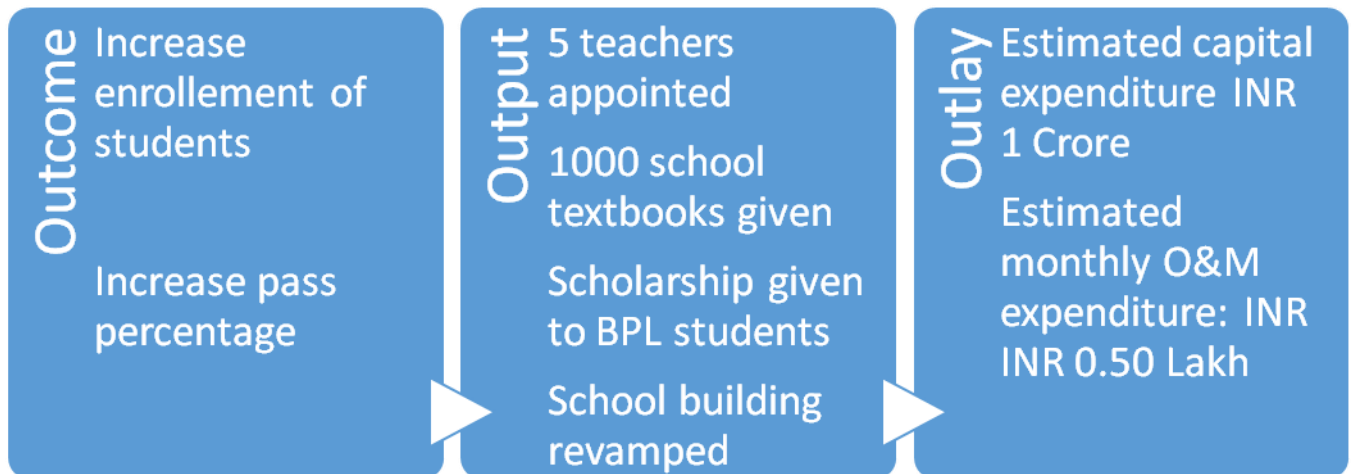 Outcome
Increase
enrollement of
students
Increase pass
percentage
Output
5 teachers
appointed
1000 school
textbooks given
Scholarship given
to BPL students
School building
revamped
Outlay
Estimated capital
expenditure INR
1 Crore
Estimated
monthly O&M
expenditure: INR
INR 0.50 Lakh